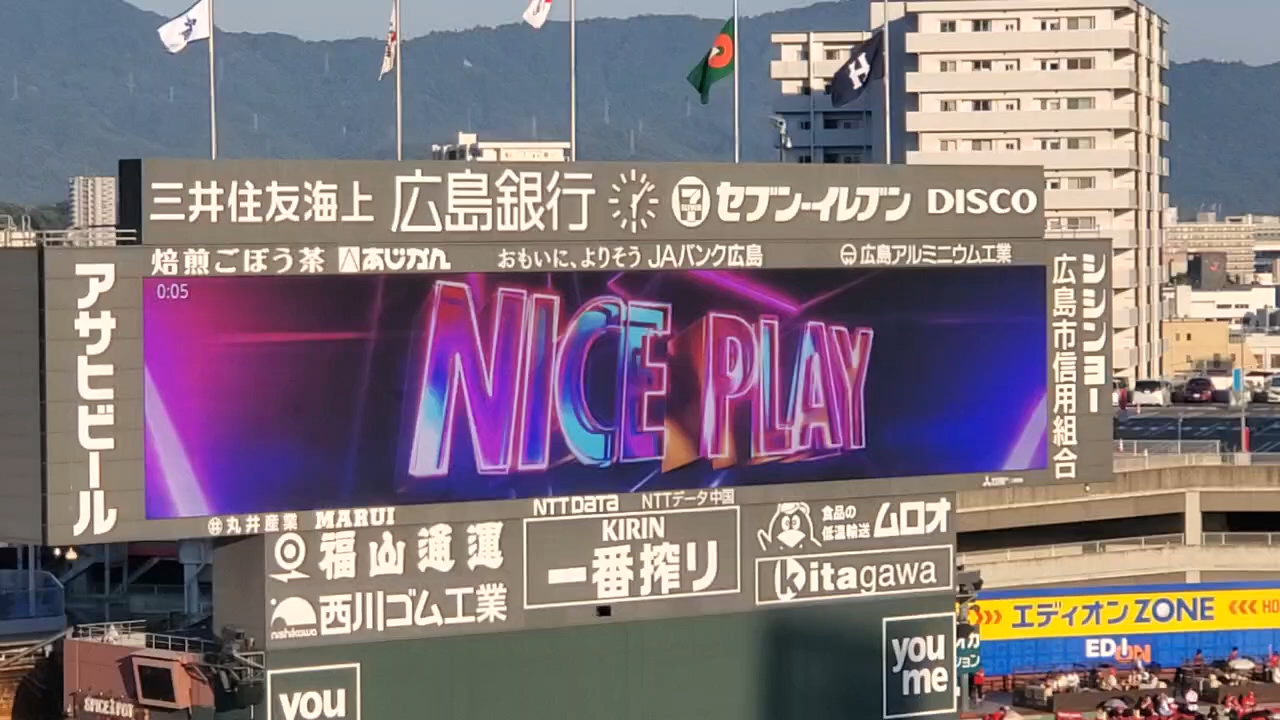 H
三井住友海上 広島銀行 7 ELEVEN セブン-イレブン DISCO
焙煎ごぼう茶 あじかん おもいに、よりそう JAバンク広島 広島アルミニウム工業
アサヒビール
0:05
NICE PLAY
シシンヨー
広島市信用組合
丸井産業 MARUI NTT DATA NTTデータ中国
福山通運
KIRIN
一番搾り
食品の
低温輸送 ムロオ
kitagawa
nishikawa 西川ゴム工業
エディオン ZONE
EDION
you
me
you